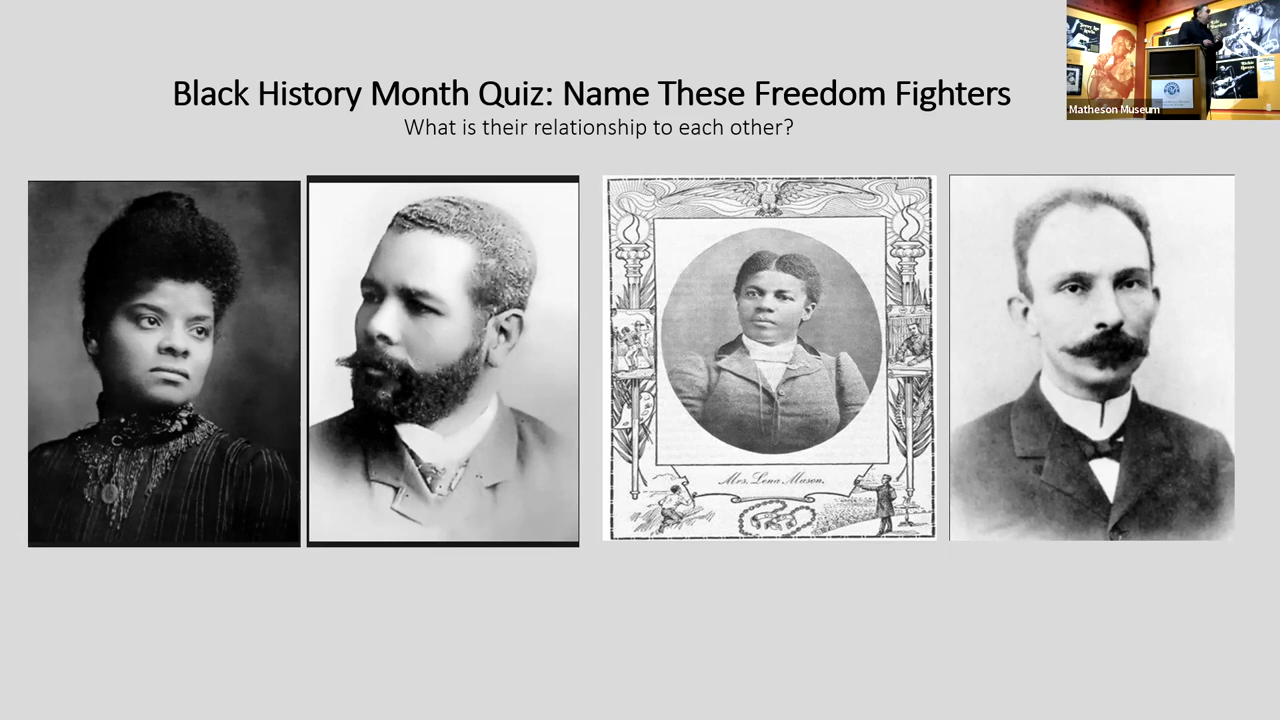 Black History Month Quiz: Name These Freedom Fighters
What is their relationship to each other?
Matheson Museum
Mrs. Lena Mason.